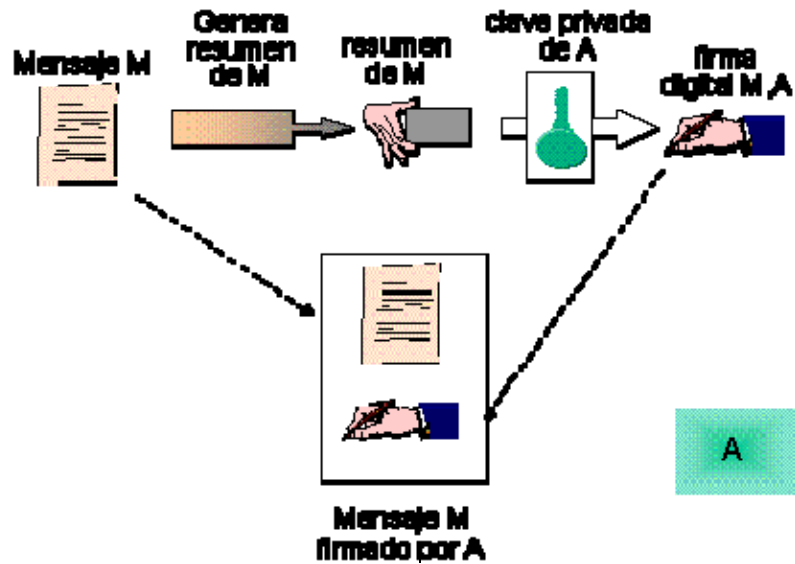 Mensaje M
Genera
resumen
de M
resumen
de M
clave privada
de A
firma
digital M ,A
A
Mensaje M
firmado por A